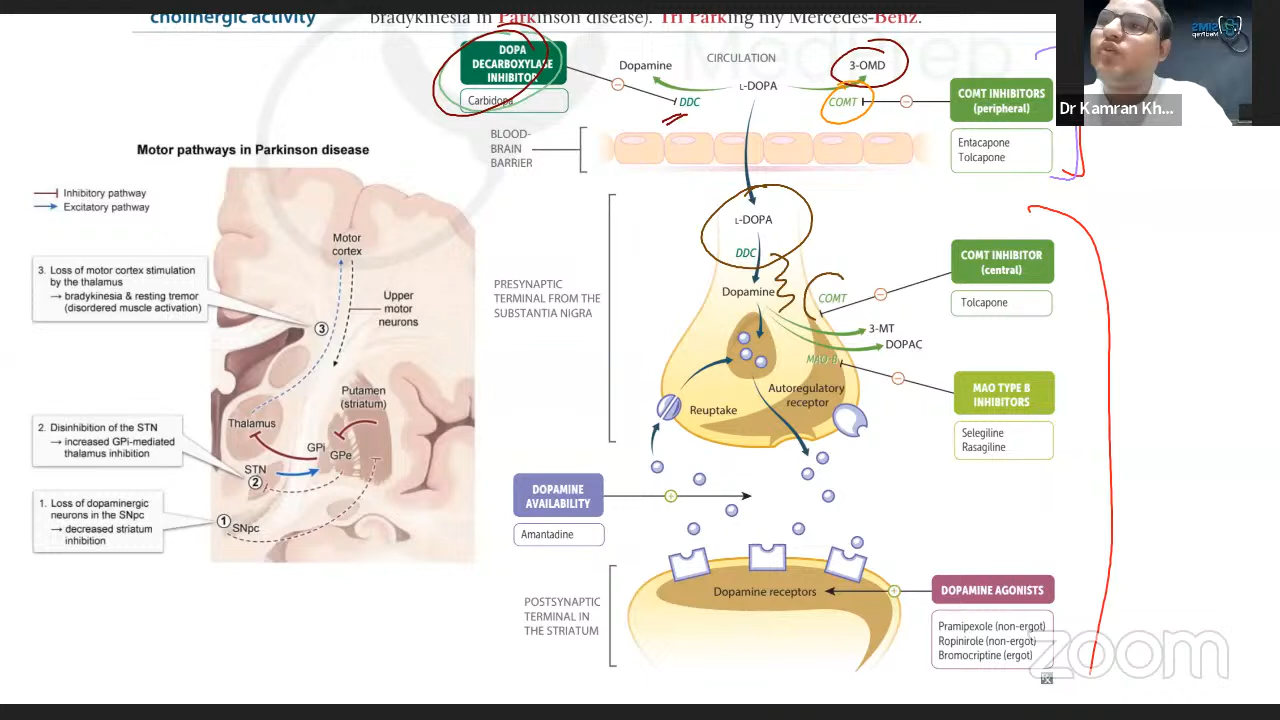 cholinergic activity
bradykinesia in Parkinson disease). Tri Parking my Mercedes-Benz.
DOPA
DECARBOXYLASE
INHIBITOR
Carbidopa
CIRCULATION
Dopamine
L-DOPA
3-OMD
DDC
COMT
COMT INHIBITORS
(peripheral)
Entacapone
Tolcapone
Dr Kamran Kh...
BLOOD-
BRAIN
BARRIER
Motor pathways in Parkinson disease
Inhibitory pathway
Excitatory pathway
Motor
cortex
3. Loss of motor cortex stimulation
by the thalamus
→ bradykinesia & resting tremor
(disordered muscle activation)
Upper
motor
neurons
3
Putamen
(striatum)
Thalamus
GPi
GPe
2. Disinhibition of the STN
→ increased GPi-mediated
thalamus inhibition
STN
2
1. Loss of dopaminergic
neurons in the SNpc
→ decreased striatum
inhibition
1
SNpc
L-DOPA
DDC
Dopamine
PRESYNAPTIC
TERMINAL FROM THE
SUBSTANTIA NIGRA
COMT
COMT INHIBITOR
(central)
Tolcapone
3-MT
DOPAC
MAO-B
MAO TYPE B
INHIBITORS
Selegiline
Rasagiline
Autoregulatory
receptor
Reuptake
DOPAMINE
AVAILABILITY
Amantadine
POSTSYNAPTIC
TERMINAL IN
THE STRIATUM
Dopamine receptors
DOPAMINE AGONISTS
Pramipexole (non-ergot)
Ropinirole (non-ergot)
Bromocriptine (ergot)
zoom